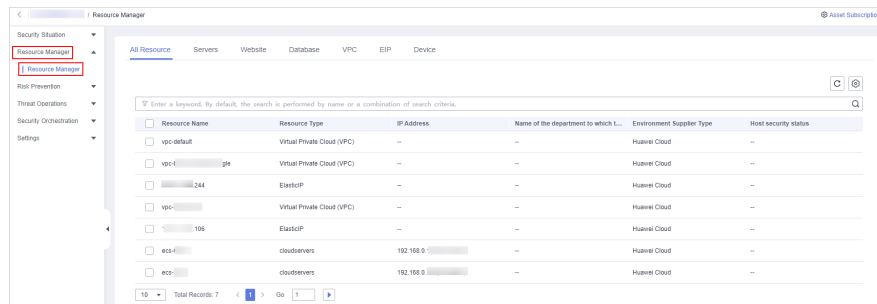 / Resource Manager
Asset Subscriptio
Security Situation
Resource Manager
Resource Manager
Risk Prevention
Threat Operations
Security Orchestration
Settings
All Resource Servers Website Database VPC EIP Device
Enter a keyword. By default, the search is performed by name or a combination of search criteria.
Resource Name Resource Type IP Address Name of the department to which t... Environment Supplier Type Host security status
vpc-default Virtual Private Cloud (VPC) -- -- Huawei Cloud --
vpc- gle Virtual Private Cloud (VPC) -- -- Huawei Cloud --
.244 ElasticIP -- -- Huawei Cloud --
vpc- Virtual Private Cloud (VPC) -- -- Huawei Cloud --
.106 ElasticIP -- -- Huawei Cloud --
ecs- cloudservers 192.168.0. -- Huawei Cloud --
ecs- cloudservers 192.168.0. -- Huawei Cloud --
10 Total Records: 7 < 1 > Go 1